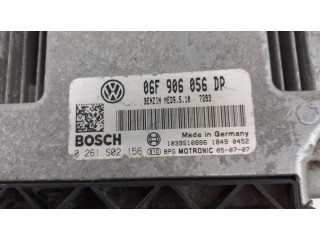 06F 906 056 DP
BENZIN MED9.5.10 7283
Made in Germany
BOSCH
1039S10886 1849 0452
0 261 S02 156 BPG MOTRONIC 05-07-07